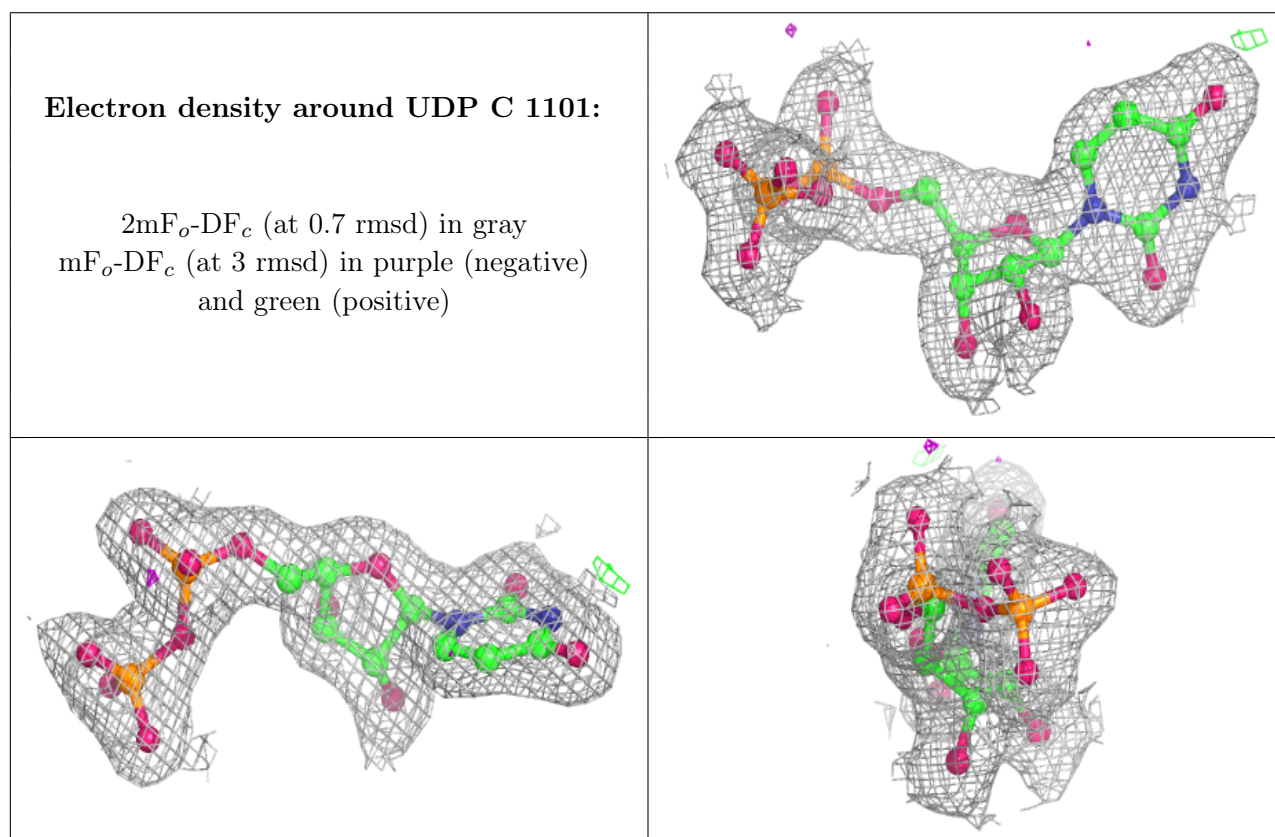 Electron density around UDP C 1101:
2mFo-DFc (at 0.7 rmsd) in gray
mFo-DFc (at 3 rmsd) in purple (negative)
and green (positive)